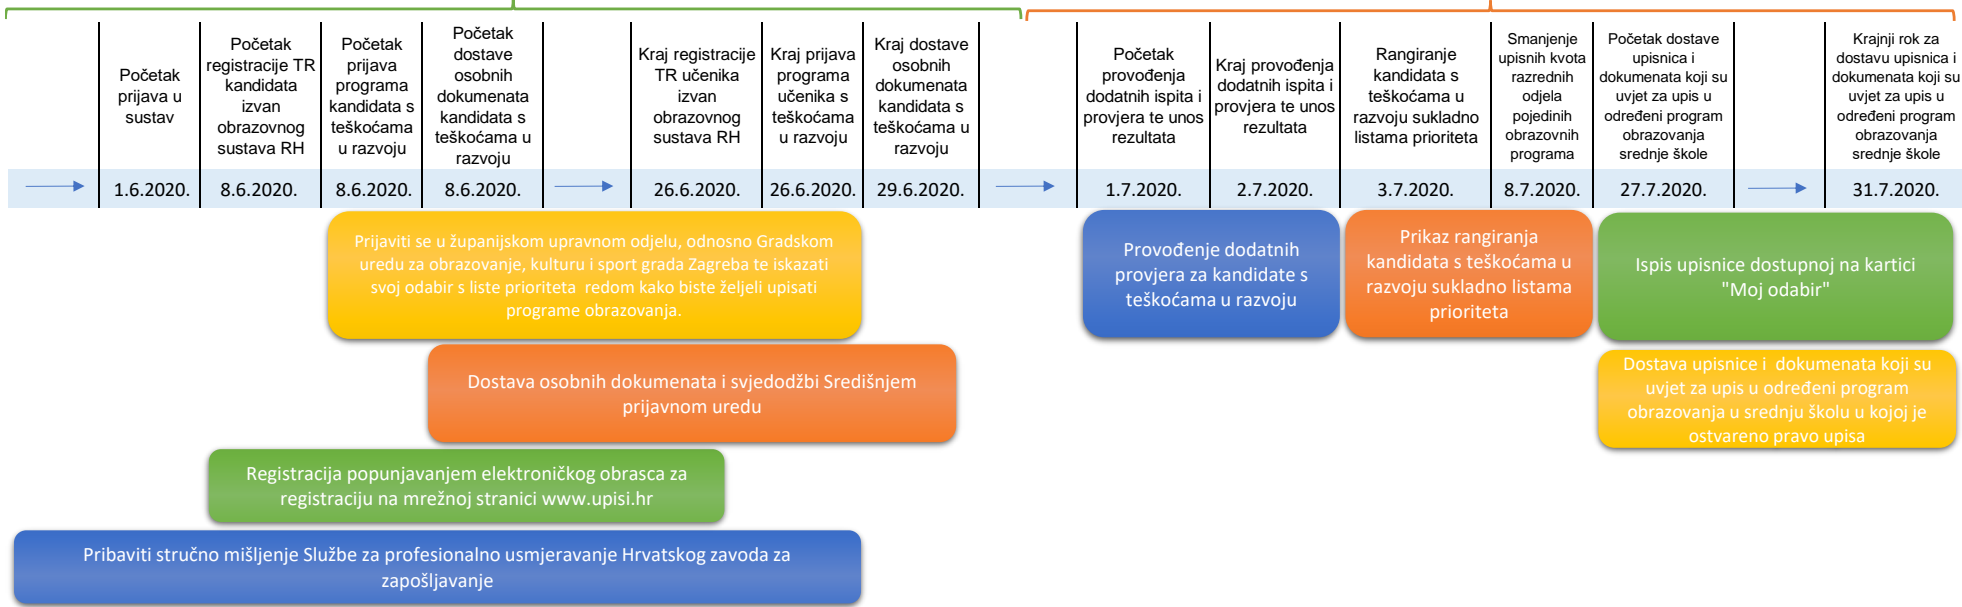 Početak
prijava u
sustav
Početak
registracije TR
kandidata
izvan
obrazovnog
sustava RH
Početak
prijava
programa
kandidata s
teškoćama
u razvoju
Početak
dostave
osobnih
dokumenata
kandidata s
teškoćama u
razvoju
Kraj registracije
TR učenika
izvan
obrazovnog
sustava RH
Kraj prijava
programa
učenika s
teškoćama
u razvoju
Kraj dostave
osobnih
dokumenata
kandidata s
teškoćama u
razvoju
Početak
provođenja
dodatnih ispita i
provjera te unos
rezultata
Kraj provođenja
dodatnih ispita i
provjera te unos
rezultata
Rangiranje
kandidata s
teškoćama u
razvoju sukladno
listama prioriteta
Smanjenje
upisnih kvota
razrednih
odjela
pojedinih
obrazovnih
programa
Početak dostave
upisnica i
dokumenata koji su
uvjet za upis u
određeni program
obrazovanja
srednje škole
Krajnji rok za
dostavu upisnica i
dokumenata koji su
uvjet za upis u
određeni program
obrazovanja
srednje škole
1.6.2020.
8.6.2020.
8.6.2020.
8.6.2020.
26.6.2020.
26.6.2020.
29.6.2020.
1.7.2020.
2.7.2020.
3.7.2020.
8.7.2020.
27.7.2020.
31.7.2020.
Prijaviti se u županijskom upravnom odjelu, odnosno Gradskom
uredu za obrazovanje, kulturu i sport grada Zagreba te iskazati
svoj odabir s liste prioriteta redom kako biste željeli upisati
programe obrazovanja.
Provođenje dodatnih
provjera za kandidate s
teškoćama u razvoju
Prikaz rangiranja
kandidata s teškoćama u
razvoju sukladno listama
prioriteta
Ispis upisnice dostupnoj na kartici
"Moj odabir"
Dostava osobnih dokumenata i svjedodžbi Središnjem
prijavnom uredu
Dostava upisnice i dokumenata koji su
uvjet za upis u određeni program
obrazovanja u srednju školu u kojoj je
ostvareno pravo upisa
Registracija popunjavanjem elektroničkog obrasca za
registraciju na mrežnoj stranici www.upisi.hr
Pribaviti stručno mišljenje Službe za profesionalno usmjeravanje Hrvatskog zavoda za
zapošljavanje